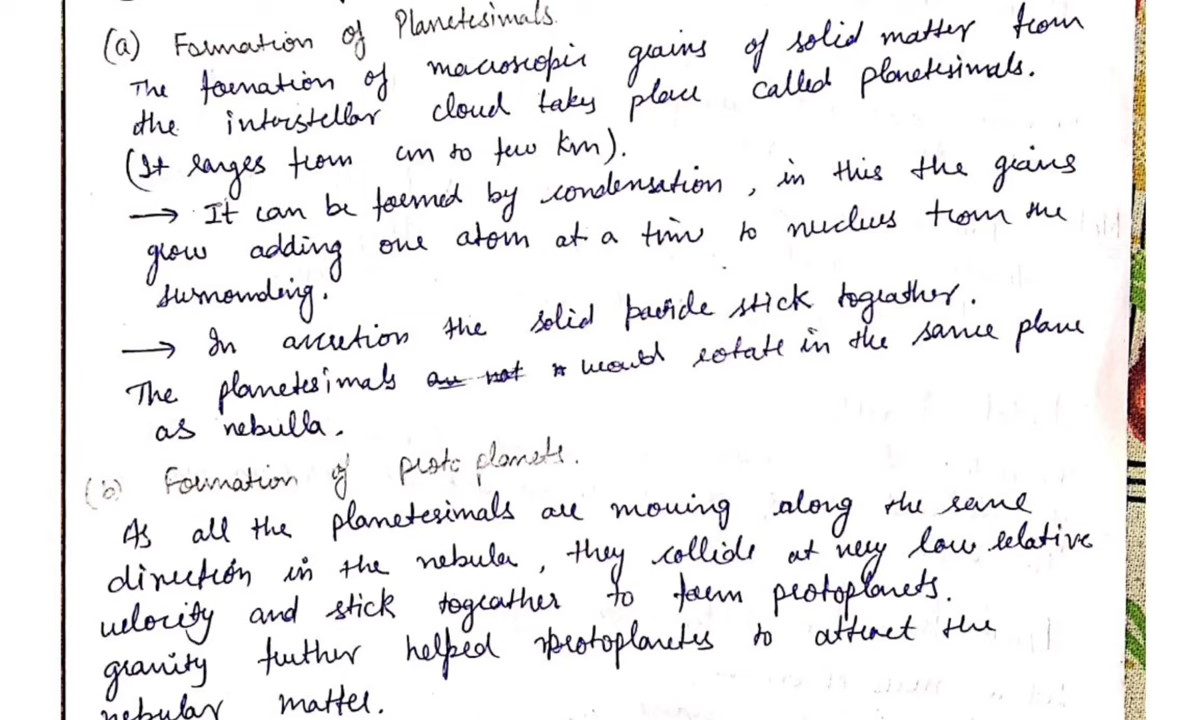 (a) Formation of Planetesimals.
The formation of macroscopic grains of solid matter from
the interstellar cloud takes place called planetesimals.
(It ranges from cm to few km).
→ It can be formed by condensation, in this the grains
grow adding one atom at a time to nucleus from the
surrounding.
→ In accretion the solid particle stick togeather.
The planetesimals are not would rotate in the same plane
as nebulla.
(b) Formation of proto planets.
As all the planetesimals are moving along the same
direction in the nebula, they collide at very low relative
velocity and stick togeather to form protoplanets.
gravity further helped protoplanetes to attract the
nebular matter.